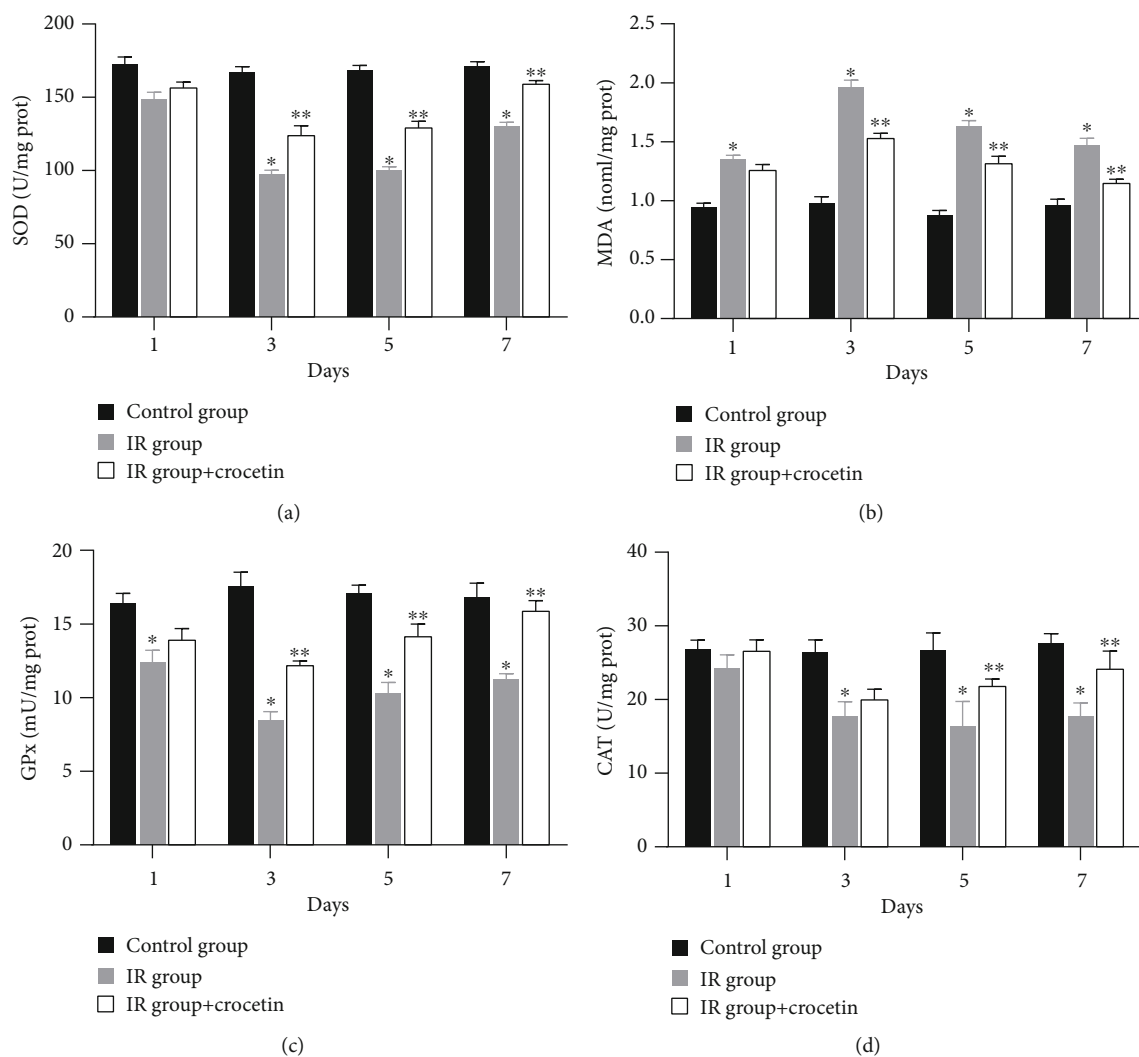 200
150
100
50
0
SOD (U/mg prot)
*
**
*
**
*
**
1
3
5
7
Days
Control group
IR group
IR group+crocetin
(a)
2.5
2.0
1.5
1.0
0.5
0.0
MDA (noml/mg prot)
*
*
**
*
**
*
**
1
3
5
7
Days
Control group
IR group
IR group+crocetin
(b)
20
15
10
5
0
GPx (mU/mg prot)
*
*
**
*
**
*
**
1
3
5
7
Days
Control group
IR group
IR group+crocetin
(c)
40
30
20
10
0
CAT (U/mg prot)
*
*
**
*
**
1
3
5
7
Days
Control group
IR group
IR group+crocetin
(d)